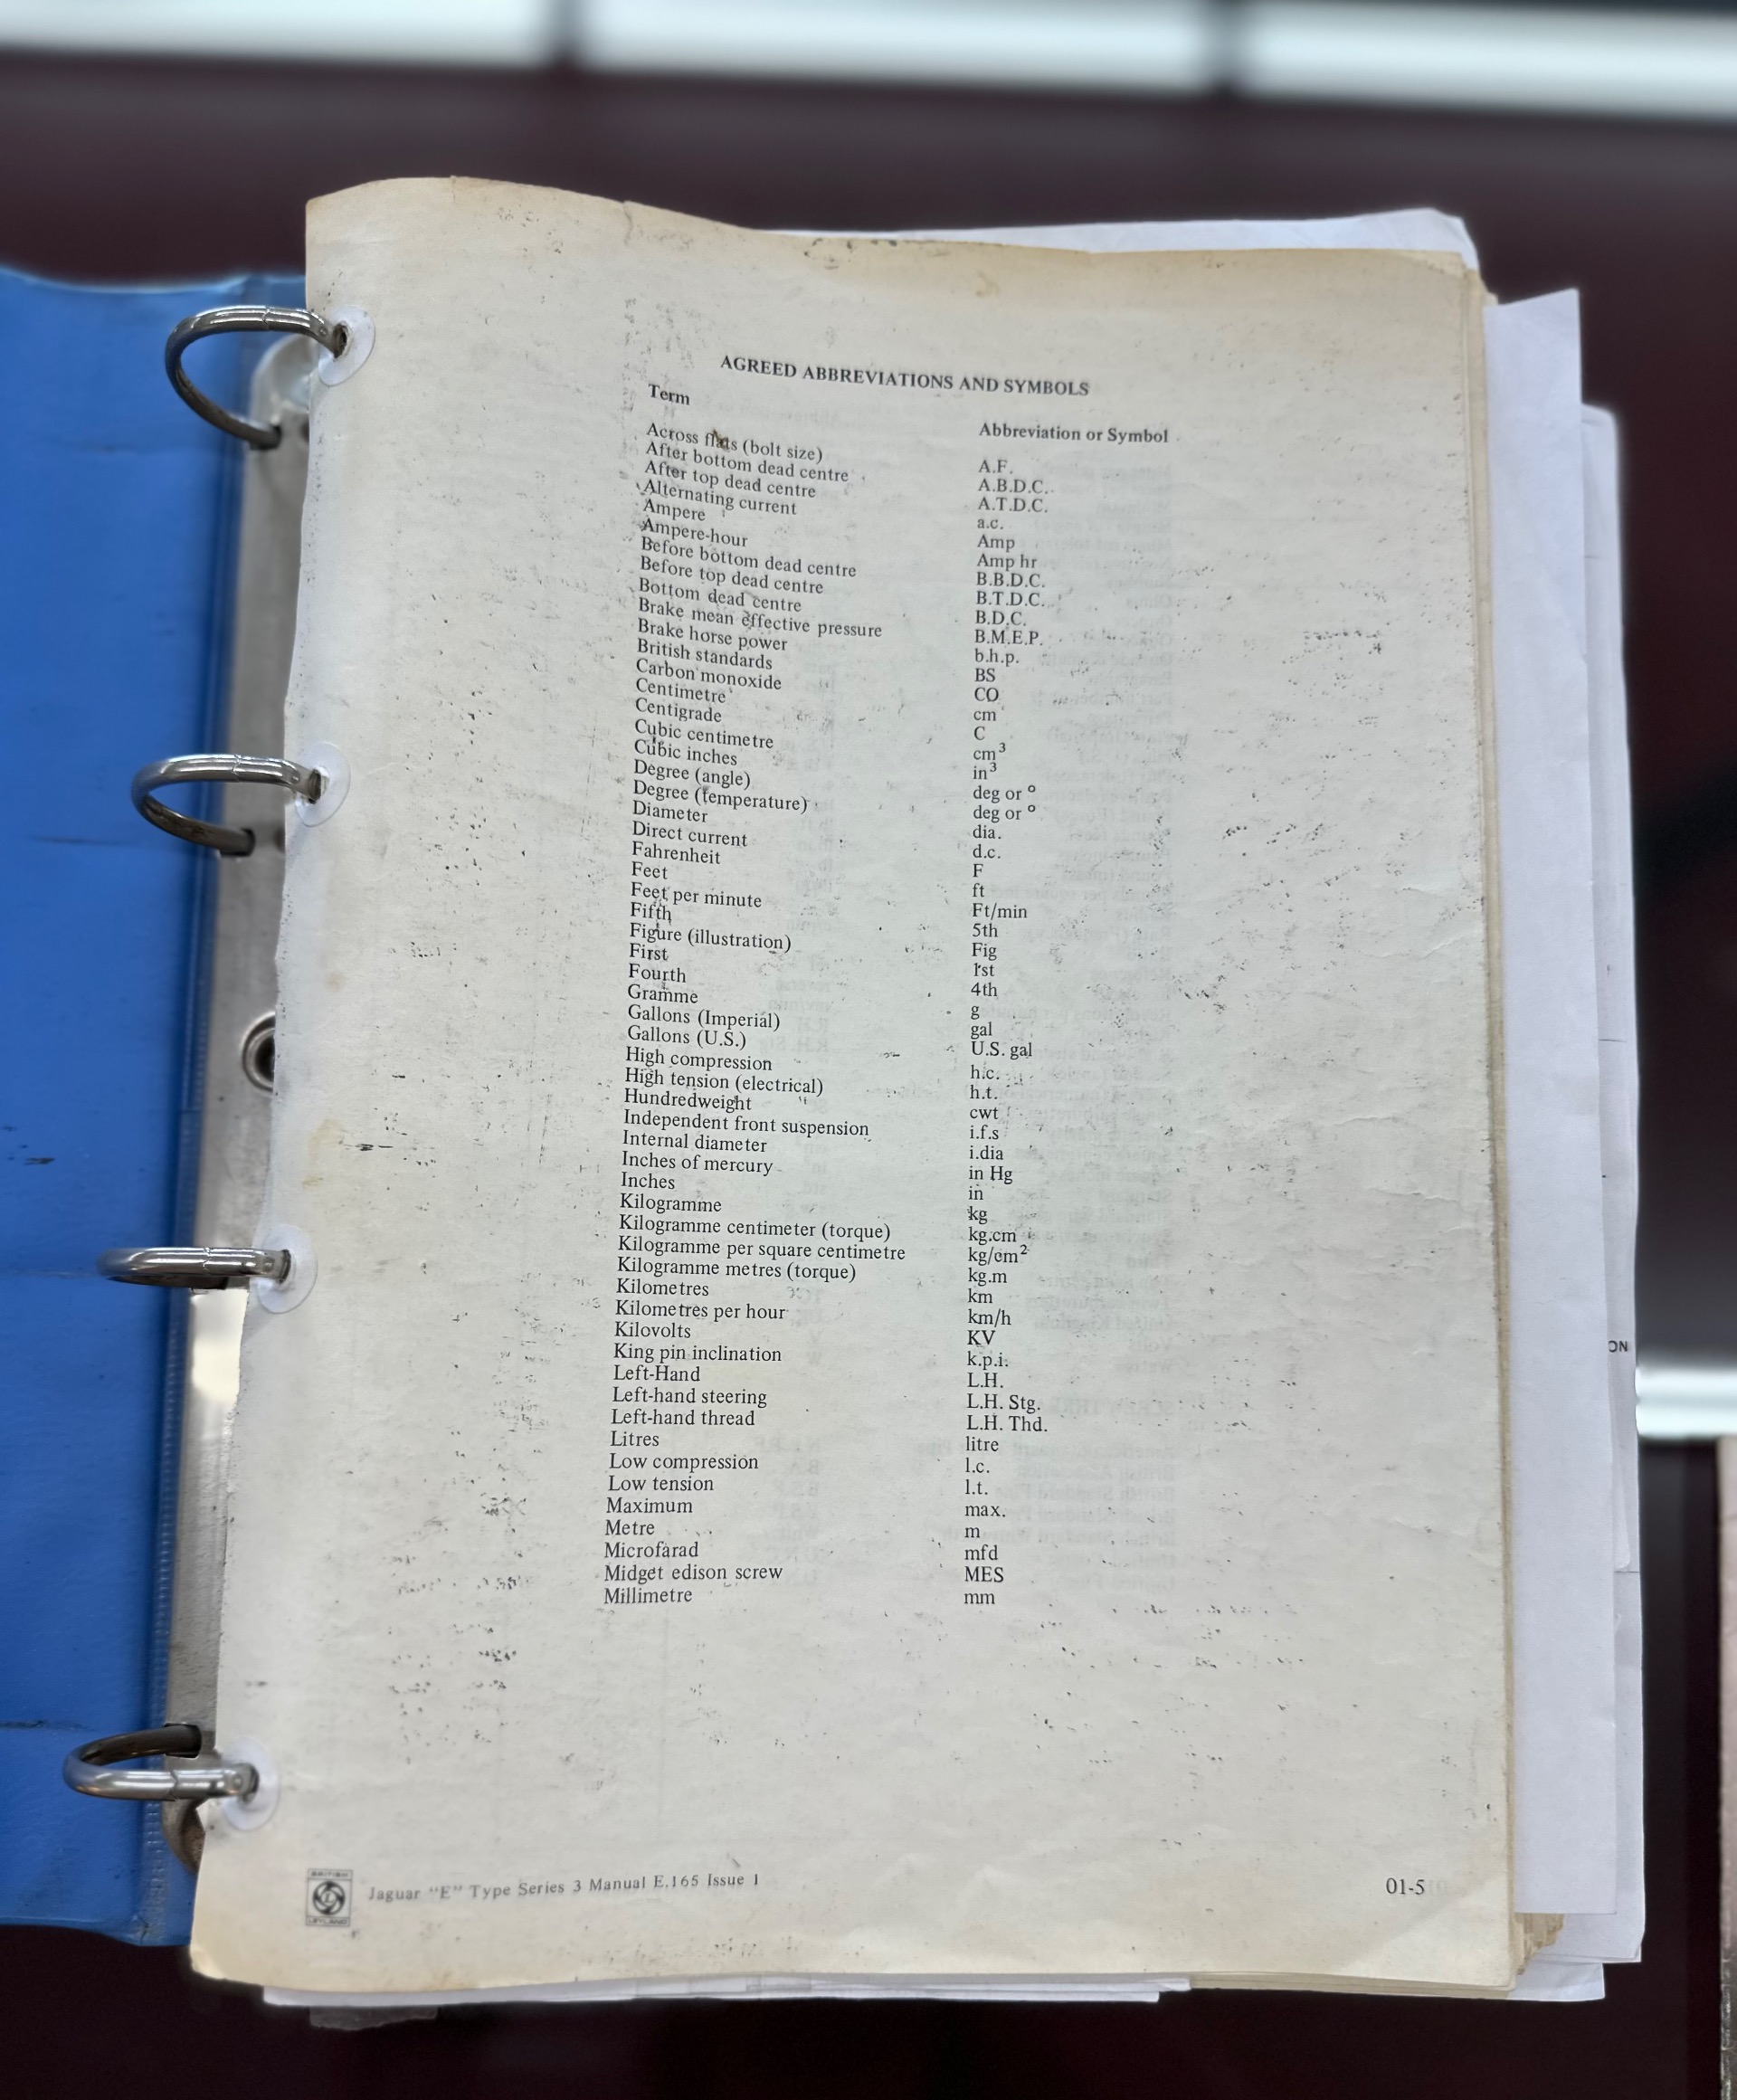 AGREED ABBREVIATIONS AND SYMBOLS
Term Abbreviation or Symbol
Across flats (bolt size) A.F.
After bottom dead centre A.B.D.C.
After top dead centre A.T.D.C.
Alternating current a.c.
Ampere Amp
Ampere-hour Amp hr
Before bottom dead centre B.B.D.C.
Before top dead centre B.T.D.C.
Bottom dead centre B.D.C.
Brake mean effective pressure B.M.E.P.
Brake horse power b.h.p.
British standards BS
Carbon monoxide CO
Centimetre cm
Centigrade C
Cubic centimetre cm³
Cubic inches in³
Degree (angle) deg or °
Degree (temperature) deg or °
Diameter dia.
Direct current d.c.
Fahrenheit F
Feet ft
Feet per minute Ft/min
Fifth 5th
Figure (illustration) Fig
First 1st
Fourth 4th
Gramme g
Gallons (Imperial) gal
Gallons (U.S.) U.S. gal
High compression h.c.
High tension (electrical) h.t.
Hundredweight cwt
Independent front suspension i.f.s
Internal diameter i.dia
Inches of mercury in Hg
Inches in
Kilogramme kg
Kilogramme centimeter (torque) kg.cm
Kilogramme per square centimetre kg/cm²
Kilogramme metres (torque) kg.m
Kilometres km
Kilometres per hour km/h
Kilovolts KV
King pin inclination k.p.i.
Left-Hand L.H.
Left-hand steering L.H. Stg.
Left-hand thread L.H. Thd.
Litres litre
Low compression l.c.
Low tension l.t.
Maximum max.
Metre m
Microfarad mfd
Midget edison screw MES
Millimetre mm
BRITISH
L
LEYLAND
Jaguar "E" Type Series 3 Manual E.165 Issue 1
01-5
ON